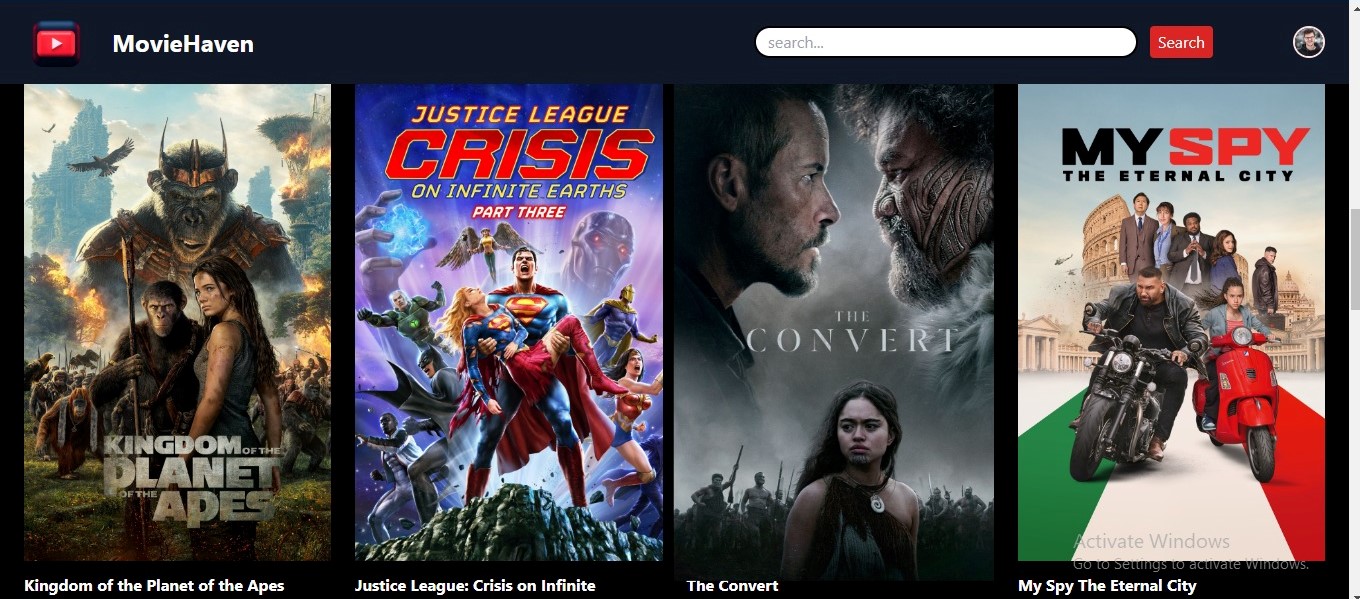 MovieHaven
search...
Search
JUSTICE LEAGUE
CRISIS
ON INFINITE EARTHS
PART THREE
THE
CONVERT
MY SPY
THE ETERNAL CITY
KINGDOM OF THE
PLANET
OF THE APES
Activate Windows
Go to Settings to activate Windows.
Kingdom of the Planet of the Apes
Justice League: Crisis on Infinite
The Convert
My Spy The Eternal City